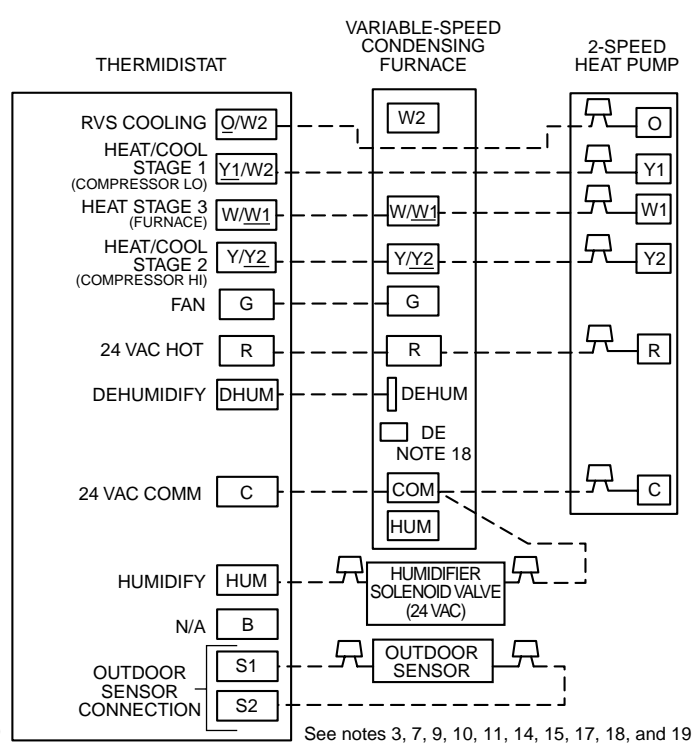 THERMIDISTAT
VARIABLE-SPEED
CONDENSING
FURNACE
2-SPEED
HEAT PUMP
RVS COOLING O/W2
W2
O
HEAT/COOL
STAGE 1
(COMPRESSOR LO)
Y1/W2
Y1
HEAT STAGE 3
(FURNACE)
W/W1
W/W1
W1
HEAT/COOL
STAGE 2
(COMPRESSOR HI)
Y/Y2
Y/Y2
Y2
FAN G
G
24 VAC HOT R
R
R
DEHUMIDIFY DHUM
DEHUM
DE
NOTE 18
24 VAC COMM C
COM
C
HUM
HUMIDIFY HUM
HUMIDIFIER
SOLENOID VALVE
(24 VAC)
N/A B
OUTDOOR
SENSOR
CONNECTION
S1
S2
OUTDOOR
SENSOR
See notes 3, 7, 9, 10, 11, 14, 15, 17, 18, and 19